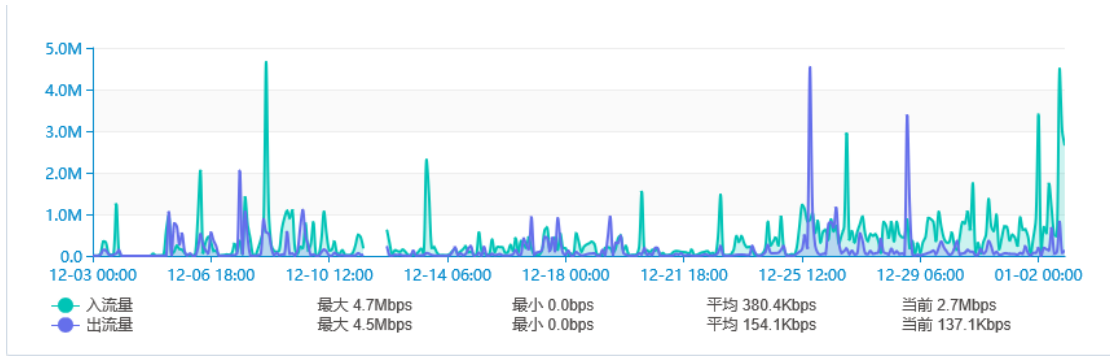 5.0M
4.0M
3.0M
2.0M
1.0M
0.0
12-03 00:00 12-06 18:00 12-10 12:00 12-14 06:00 12-18 00:00 12-21 18:00 12-25 12:00 12-29 06:00 01-02 00:00
入流量 最大 4.7Mbps 最小 0.0bps 平均 380.4Kbps 当前 2.7Mbps
出流量 最大 4.5Mbps 最小 0.0bps 平均 154.1Kbps 当前 137.1Kbps